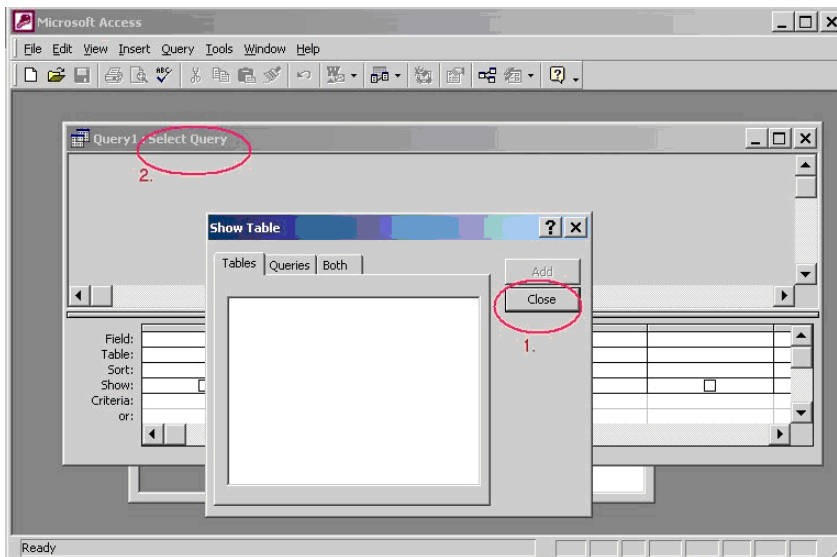 Microsoft Access
File Edit View Insert Query Tools Window Help
Query1 : Select Query
2.
Show Table
Tables Queries Both
Add
Close
1.
Field:
Table:
Sort:
Show:
Criteria:
or:
Ready